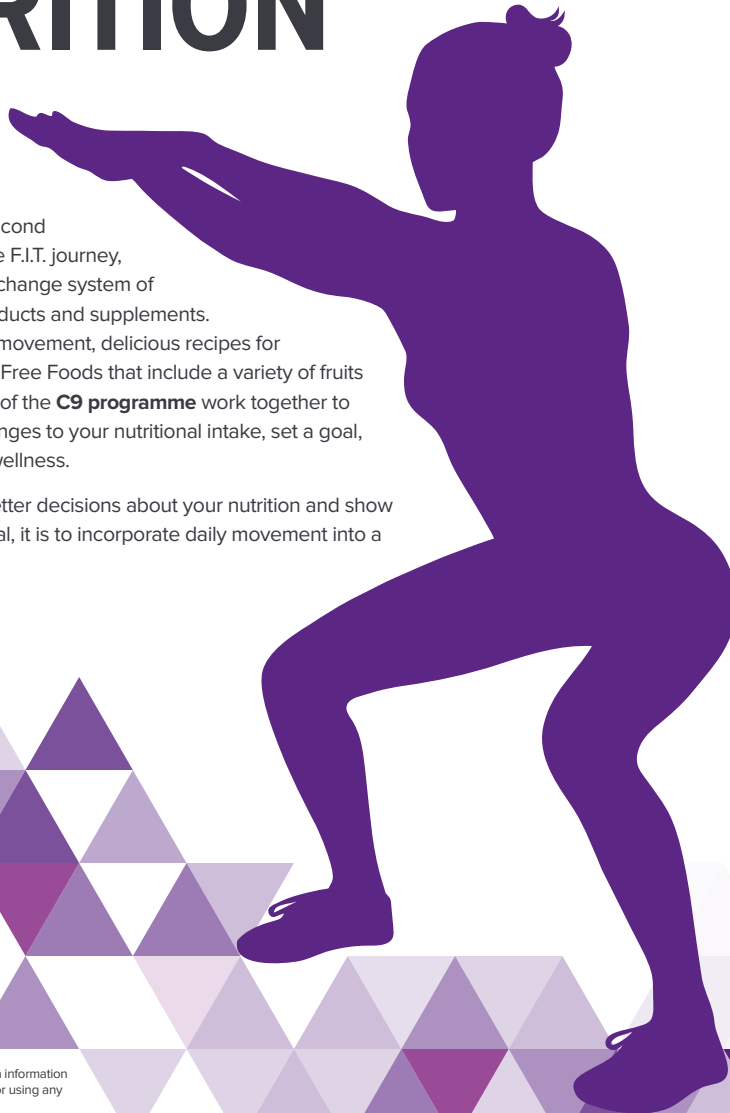 RITION
cond
e F.I.T. journey,
change system of
ducts and supplements.
movement, delicious recipes for
Free Foods that include a variety of fruits
of the C9 programme work together to
nges to your nutritional intake, set a goal,
vellness.
etter decisions about your nutrition and show
al, it is to incorporate daily movement into a
n information
or using any